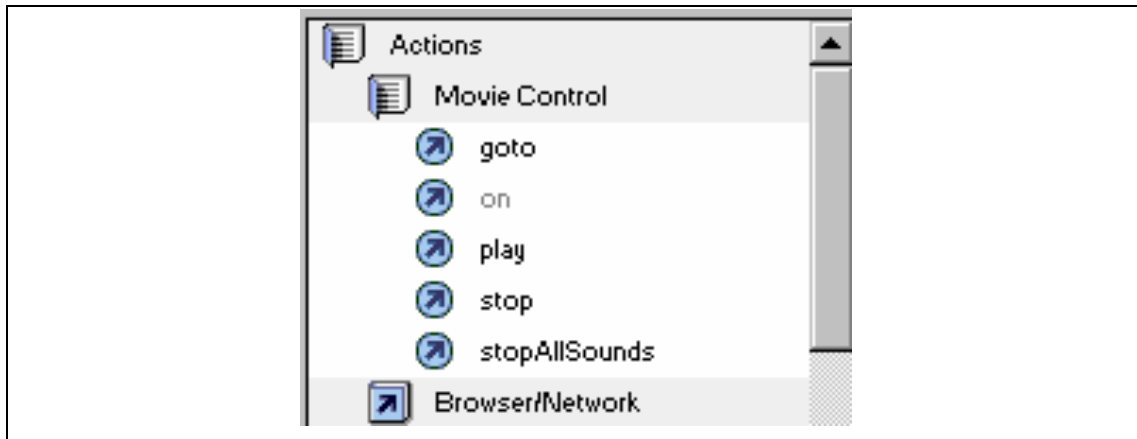 Actions
Movie Control
goto
on
play
stop
stopAllSounds
Browser/Network